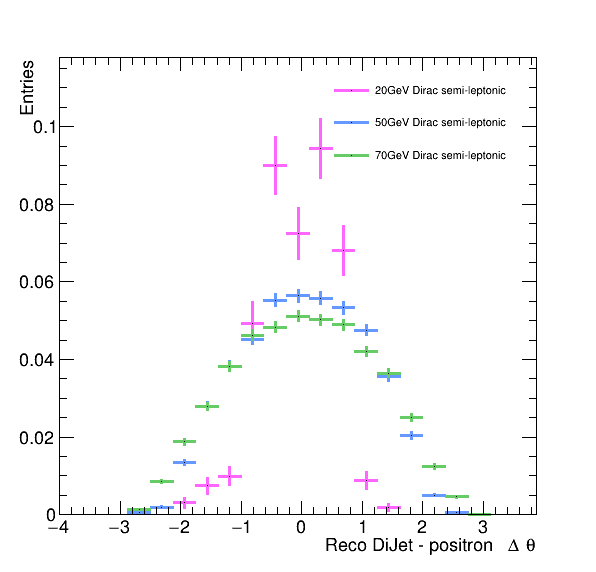 Entries
20GeV Dirac semi-leptonic
50GeV Dirac semi-leptonic
70GeV Dirac semi-leptonic
0.1
0.08
0.06
0.04
0.02
0
−4 −3 −2 −1 0 1 2 3
Reco DiJet - positron Δ θ